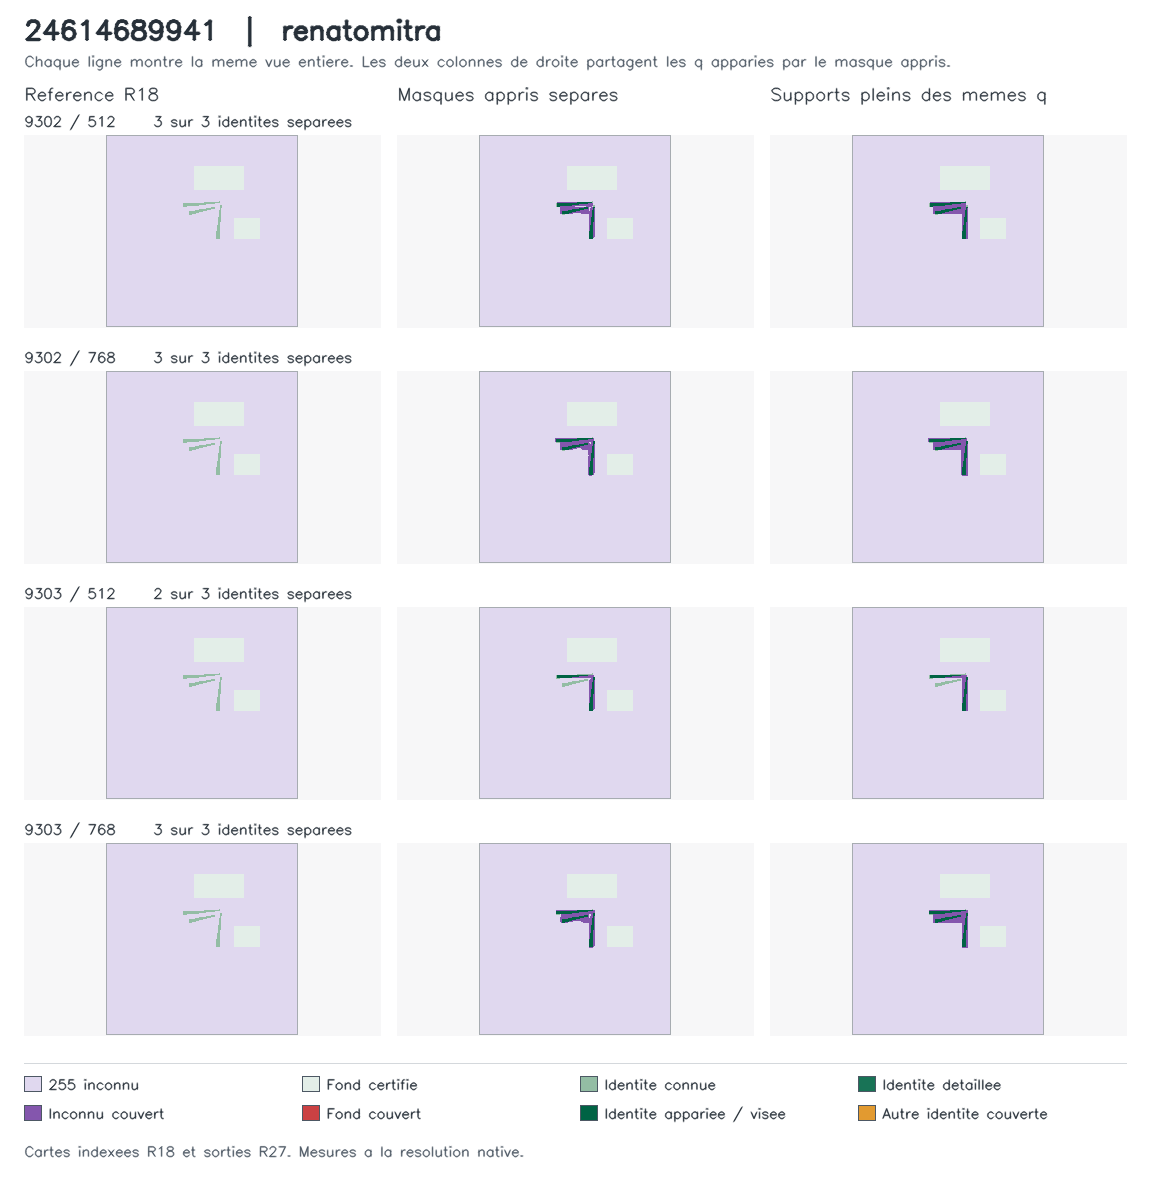 24614689941 | renatomitra
Chaque ligne montre la meme vue entiere. Les deux colonnes de droite partagent les q apparies par le masque appris.
Reference R18 Masques appris separes Supports pleins des memes q
9302 / 512 3 sur 3 identites separees
9302 / 768 3 sur 3 identites separees
9303 / 512 2 sur 3 identites separees
9303 / 768 3 sur 3 identites separees
255 inconnu Fond certifie Identite connue Identite detaillee
Inconnu couvert Fond couvert Identite appariee / visee Autre identite couverte
Cartes indexees R18 et sorties R27. Mesures a la resolution native.